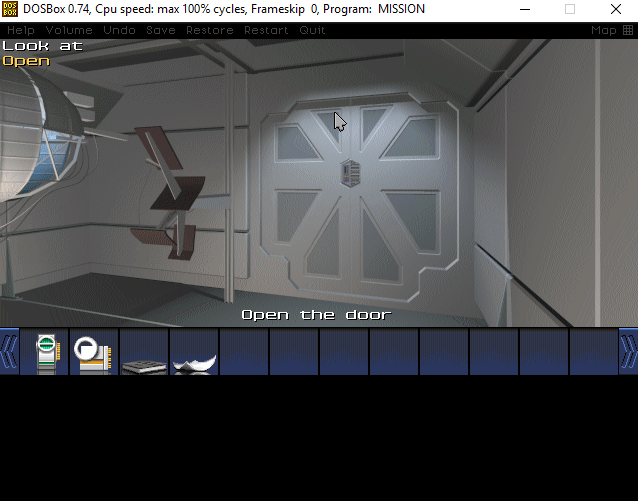 DOSBox 0.74, Cpu speed: max 100% cycles, Frameskip 0, Program: MISSION
Help Volume Undo Save Restore Restart Quit Map
Look at
Open
Open the door